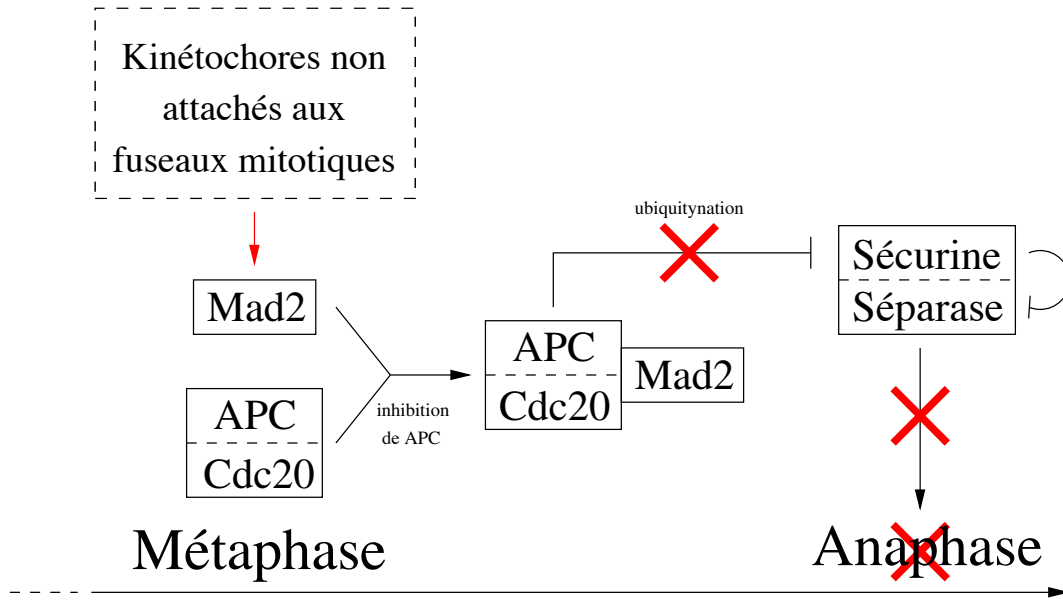 Kinétochores non
attachés aux
fuseaux mitotiques
ubiquitynation
Sécurine
Séparase
Mad2
APC
Cdc20
inhibition
de APC
APC
Cdc20
Mad2
Métaphase
Anaphase